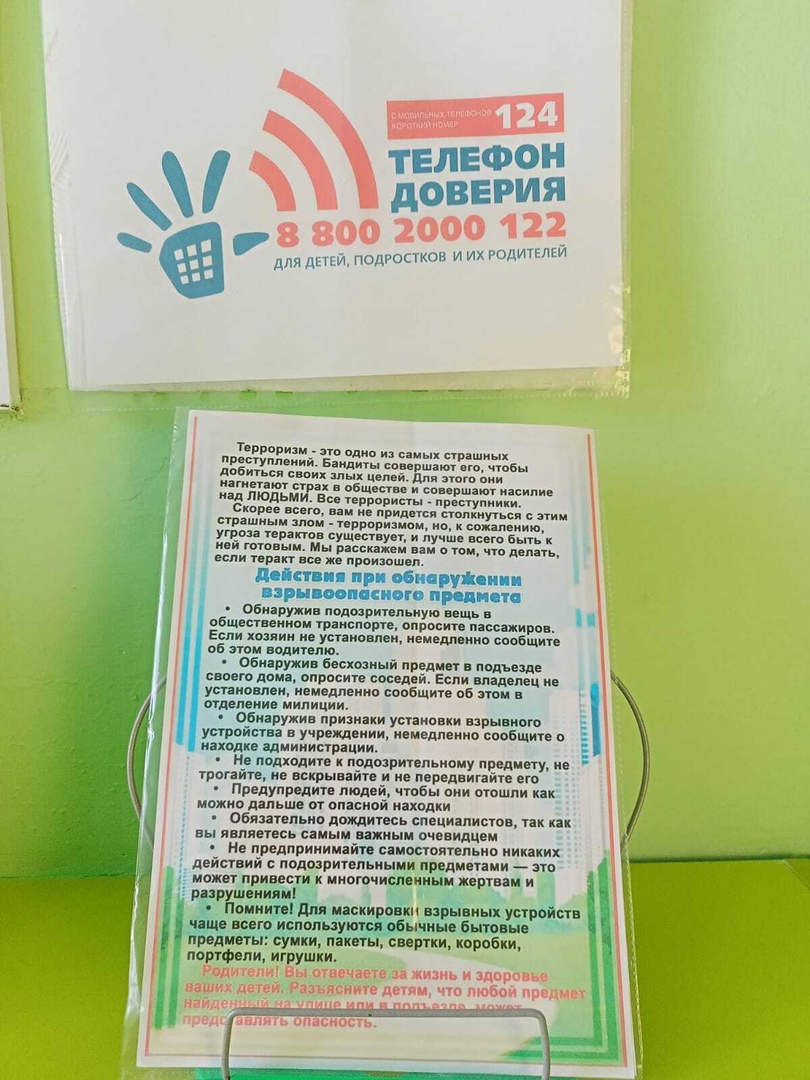 С МОБИЛЬНЫХ ТЕЛЕФОНОВ
КОРОТКИЙ НОМЕР
124
ТЕЛЕФОН
ДОВЕРИЯ
8 800 2000 122
ДЛЯ ДЕТЕЙ, ПОДРОСТКОВ И ИХ РОДИТЕЛЕЙ
Терроризм - это одно из самых страшных
преступлений. Бандиты совершают его, чтобы
добиться своих злых целей. Для этого они
нагнетают страх в обществе и совершают насилие
над ЛЮДЬМИ. Все террористы - преступники.
Скорее всего, вам не придется столкнуться с этим
страшным злом - терроризмом, но, к сожалению,
угроза терактов существует, и лучше всего быть к
ней готовым. Мы расскажем вам о том, что делать,
если теракт все же произошел.
Действия при обнаружении
взрывоопасного предмета
• Обнаружив подозрительную вещь в
общественном транспорте, опросите пассажиров.
Если хозяин не установлен, немедленно сообщите
об этом водителю.
• Обнаружив бесхозный предмет в подъезде
своего дома, опросите соседей. Если владелец не
установлен, немедленно сообщите об этом в
отделение милиции.
• Обнаружив признаки установки взрывного
устройства в учреждении, немедленно сообщите о
находке администрации.
• Не подходите к подозрительному предмету, не
трогайте, не вскрывайте и не передвигайте его
• Предупредите людей, чтобы они отошли как
можно дальше от опасной находки
• Обязательно дождитесь специалистов, так как
вы являетесь самым важным очевидцем
• Не предпринимайте самостоятельно никаких
действий с подозрительными предметами — это
может привести к многочисленным жертвам и
разрушениям!
• Помните! Для маскировки взрывных устройств
чаще всего используются обычные бытовые
предметы: сумки, пакеты, свертки, коробки,
портфели, игрушки.
Родители! Вы отвечаете за жизнь и здоровье
ваших детей. Разъясните детям, что любой предмет
найденный на улице или в подъезде, может
представлять опасность.